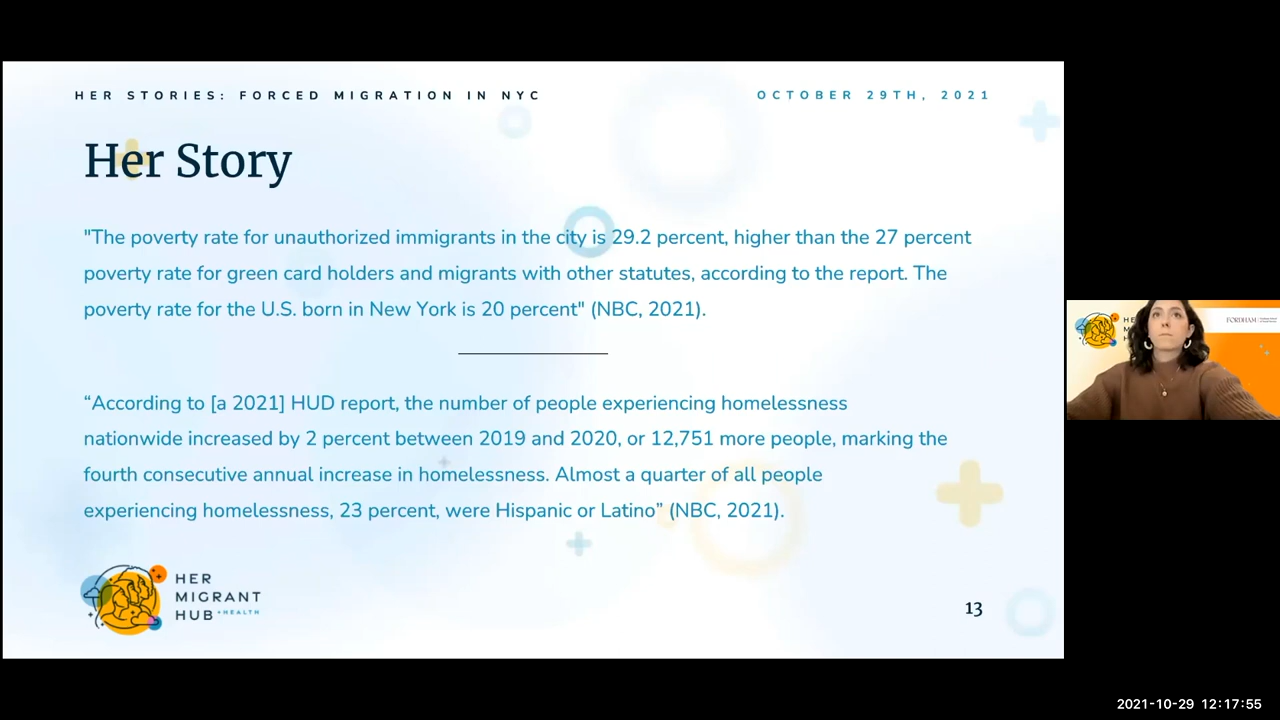 HER STORIES: FORCED MIGRATION IN NYC
OCTOBER 29TH, 2021
Her Story
"The poverty rate for unauthorized immigrants in the city is 29.2 percent, higher than the 27 percent
poverty rate for green card holders and migrants with other statutes, according to the report. The
poverty rate for the U.S. born in New York is 20 percent" (NBC, 2021).
“According to [a 2021] HUD report, the number of people experiencing homelessness
nationwide increased by 2 percent between 2019 and 2020, or 12,751 more people, marking the
fourth consecutive annual increase in homelessness. Almost a quarter of all people
experiencing homelessness, 23 percent, were Hispanic or Latino” (NBC, 2021).
HER
MIGRANT
HUB +HEALTH
13
HE
M
H
FORDHAM
2021-10-29 12:17:55